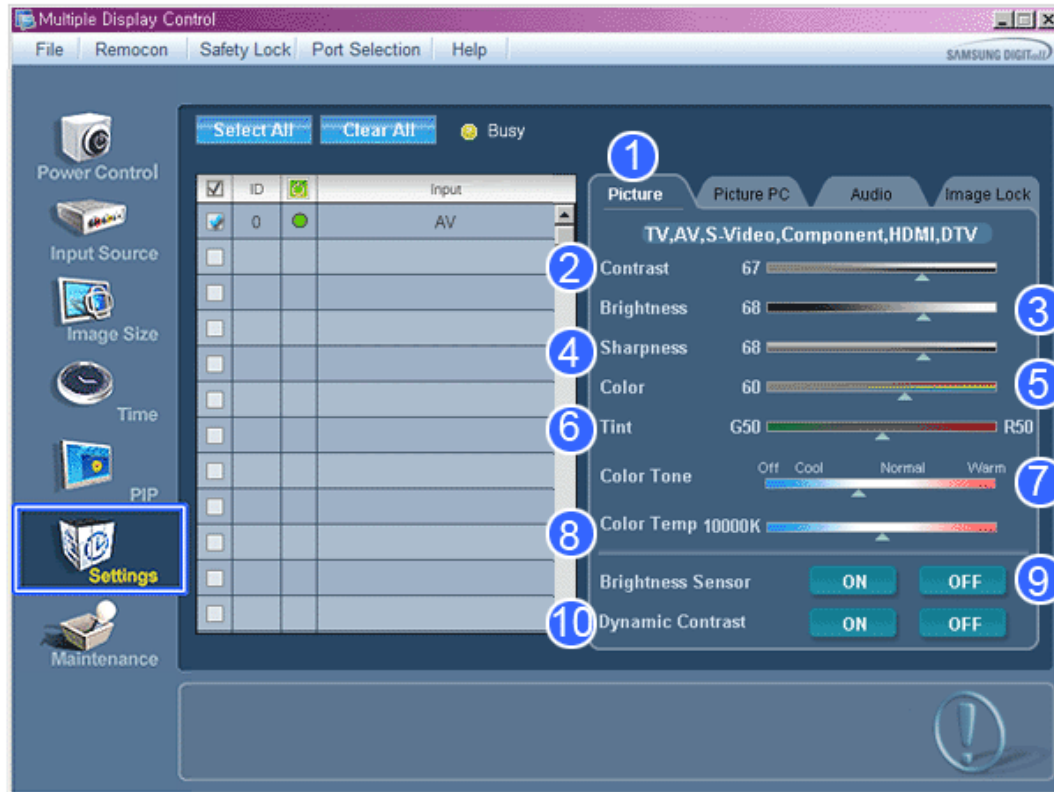 Multiple Display Control
File Remocon Safety Lock Port Selection Help
SAMSUNG DIGITall
Select All Clear All Busy
Power Control
Input Source
Image Size
Time
PIP
Settings
Maintenance
ID Input
0 AV
1
Picture Picture PC Audio Image Lock
TV,AV,S-Video,Component,HDMI,DTV
2 Contrast 67
Brightness 68 3
4 Sharpness 68
Color 60 5
6 Tint G50 R50
Off Cool Normal Warm
Color Tone 7
8 Color Temp 10000K
Brightness Sensor ON OFF 9
10 Dynamic Contrast ON OFF